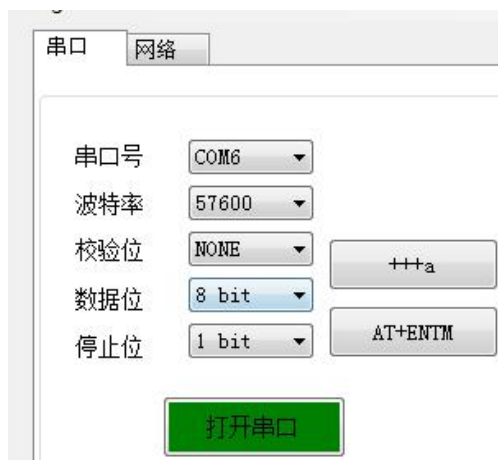 串口 网络
串口号 COM6
波特率 57600
校验位 NONE
+++a
数据位 8 bit
停止位 1 bit
AT+ENTM
打开串口